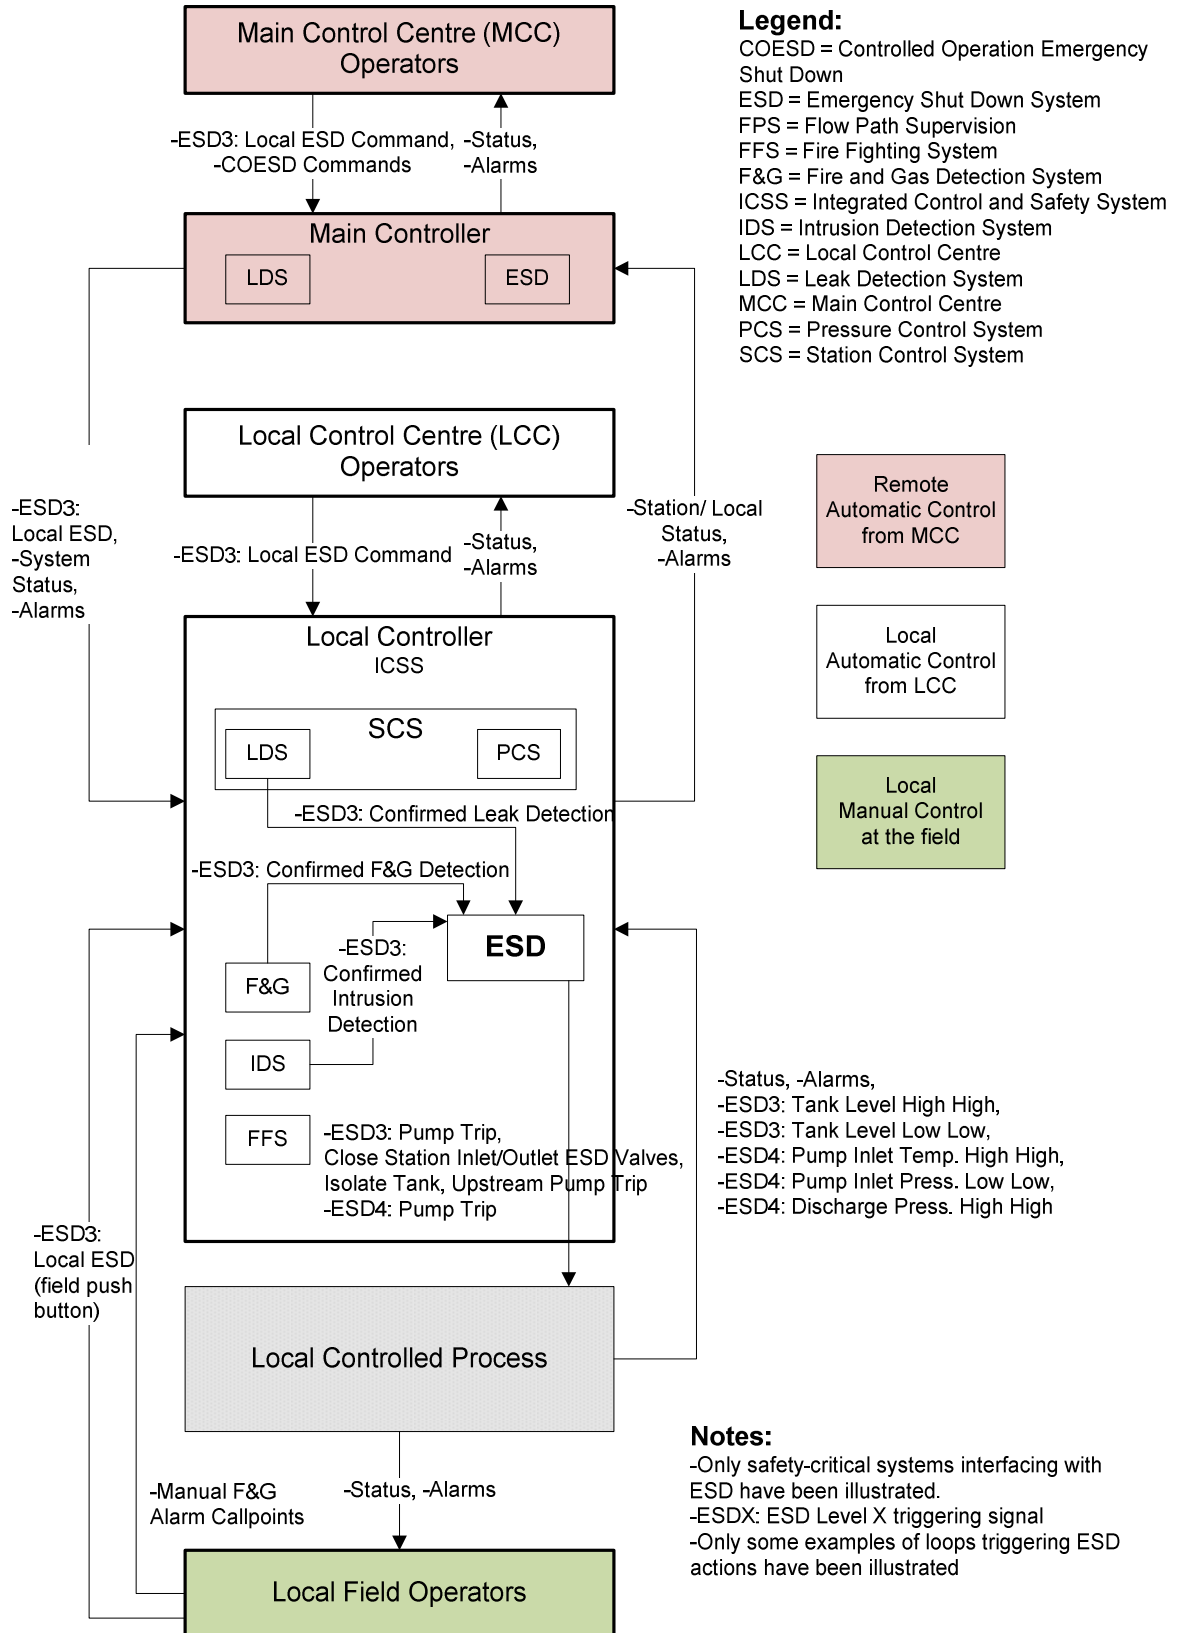 Main Control Centre (MCC)
Operators
-ESD3: Local ESD Command,
-COESD Commands
-Status,
-Alarms
Main Controller
LDS
ESD
Legend:
COESD = Controlled Operation Emergency
Shut Down
ESD = Emergency Shut Down System
FPS = Flow Path Supervision
FFS = Fire Fighting System
F&G = Fire and Gas Detection System
ICSS = Integrated Control and Safety System
IDS = Intrusion Detection System
LCC = Local Control Centre
LDS = Leak Detection System
MCC = Main Control Centre
PCS = Pressure Control System
SCS = Station Control System
Local Control Centre (LCC)
Operators
-ESD3:
Local ESD,
-System
Status,
-Alarms
-ESD3: Local ESD Command
-Status,
-Alarms
-Station/ Local
Status,
-Alarms
Remote
Automatic Control
from MCC
Local
Automatic Control
from LCC
Local
Manual Control
at the field
Local Controller
ICSS
SCS
LDS
PCS
-ESD3: Confirmed Leak Detection
-ESD3: Confirmed F&G Detection
ESD
-ESD3:
Confirmed
Intrusion
Detection
F&G
IDS
FFS
-ESD3: Pump Trip,
Close Station Inlet/Outlet ESD Valves,
Isolate Tank, Upstream Pump Trip
-ESD4: Pump Trip
-Status, -Alarms,
-ESD3: Tank Level High High,
-ESD3: Tank Level Low Low,
-ESD4: Pump Inlet Temp. High High,
-ESD4: Pump Inlet Press. Low Low,
-ESD4: Discharge Press. High High
-ESD3:
Local ESD
(field push
button)
Local Controlled Process
-Manual F&G
Alarm Callpoints
-Status, -Alarms
Local Field Operators
Notes:
-Only safety-critical systems interfacing with
ESD have been illustrated.
-ESDX: ESD Level X triggering signal
-Only some examples of loops triggering ESD
actions have been illustrated